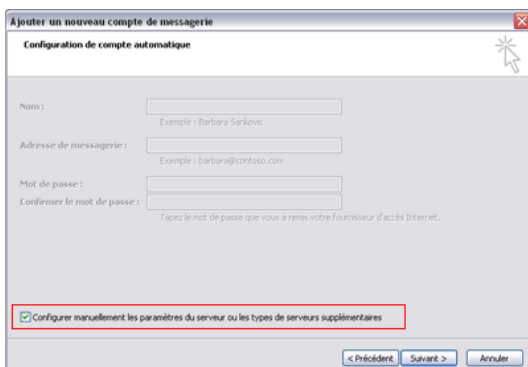 Ajouter un nouveau compte de messagerie
Configuration de compte automatique
Nom :
Exemple : Barbara Sankovic
Adresse de messagerie :
Exemple : barbara@contoso.com
Mot de passe :
Confirmer le mot de passe :
Tapez le mot de passe que vous a remis votre fournisseur d'accès Internet.
Configurer manuellement les paramètres du serveur ou les types de serveurs supplémentaires
< Précédent Suivant > Annuler